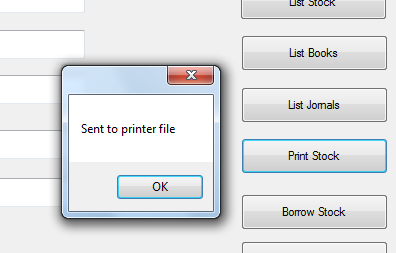 List Stock
List Books
Sent to printer file
List Jornals
Print Stock
OK
Borrow Stock